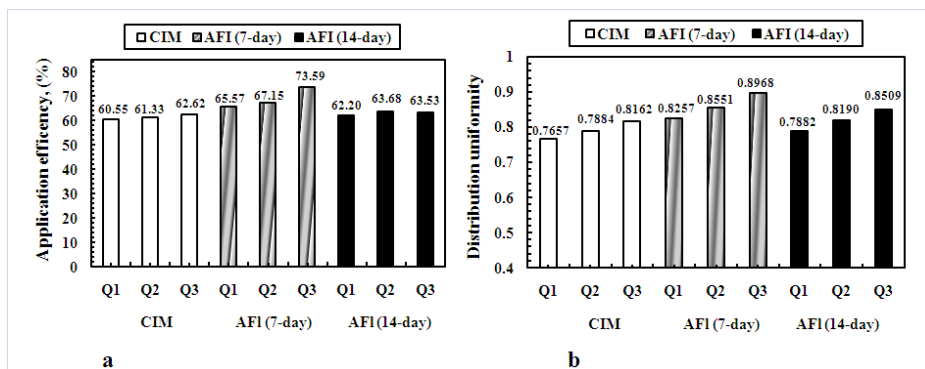 CIM AFI (7-day) AFI (14-day)
Application efficency, (%)
80
70
60
50
40
30
20
10
0
60.55 61.33 62.62 65.57 67.15 73.59 62.20 63.68 63.53
Q1 Q2 Q3 Q1 Q2 Q3 Q1 Q2 Q3
CIM AFl (7-day) AFl (14-day)
a
CIM AFI (7-day) AFI (14-day)
Distribution uniformity
1
0.9
0.8
0.7
0.6
0.5
0.4
0.7657 0.7884 0.8162 0.8257 0.8551 0.8968 0.7882 0.8190 0.8509
Q1 Q2 Q3 Q1 Q2 Q3 Q1 Q2 Q3
CIM AFl (7-day) AFl (14-day)
b